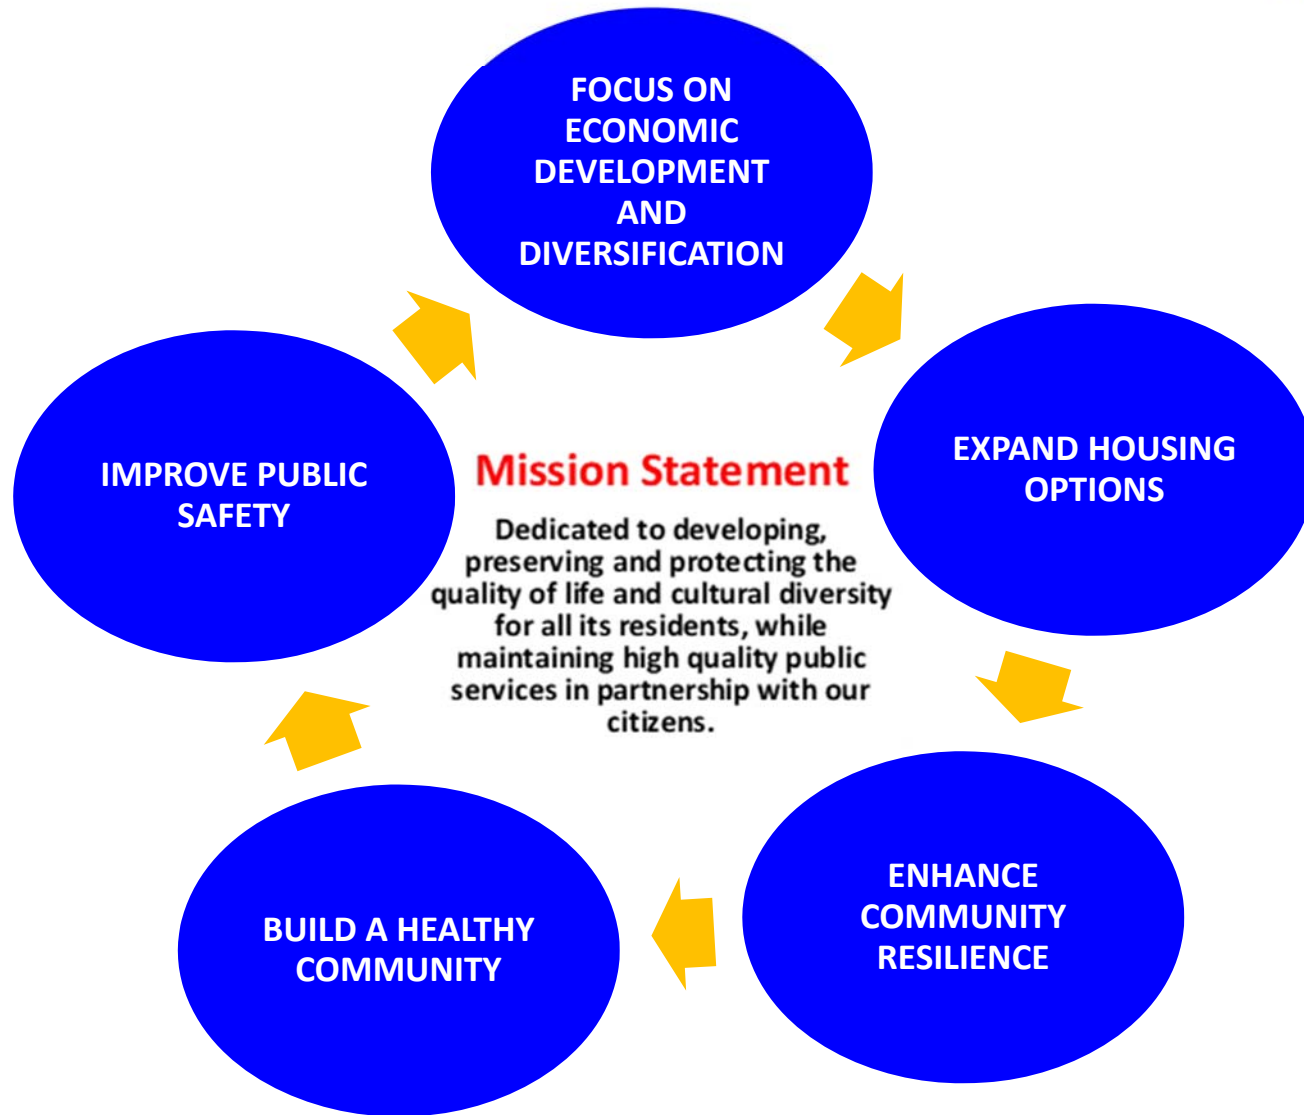 FOCUS ON
ECONOMIC
DEVELOPMENT
AND
DIVERSIFICATION
EXPAND HOUSING
OPTIONS
ENHANCE
COMMUNITY
RESILIENCE
BUILD A HEALTHY
COMMUNITY
IMPROVE PUBLIC
SAFETY
Mission Statement
Dedicated to developing,
preserving and protecting the
quality of life and cultural diversity
for all its residents, while
maintaining high quality public
services in partnership with our
citizens.